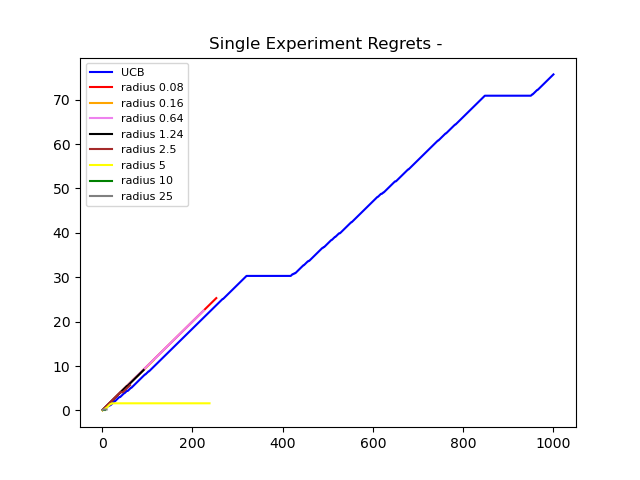 Single Experiment Regrets -
UCB
radius 0.08
radius 0.16
radius 0.64
radius 1.24
radius 2.5
radius 5
radius 10
radius 25
70
60
50
40
30
20
10
0
0 200 400 600 800 1000